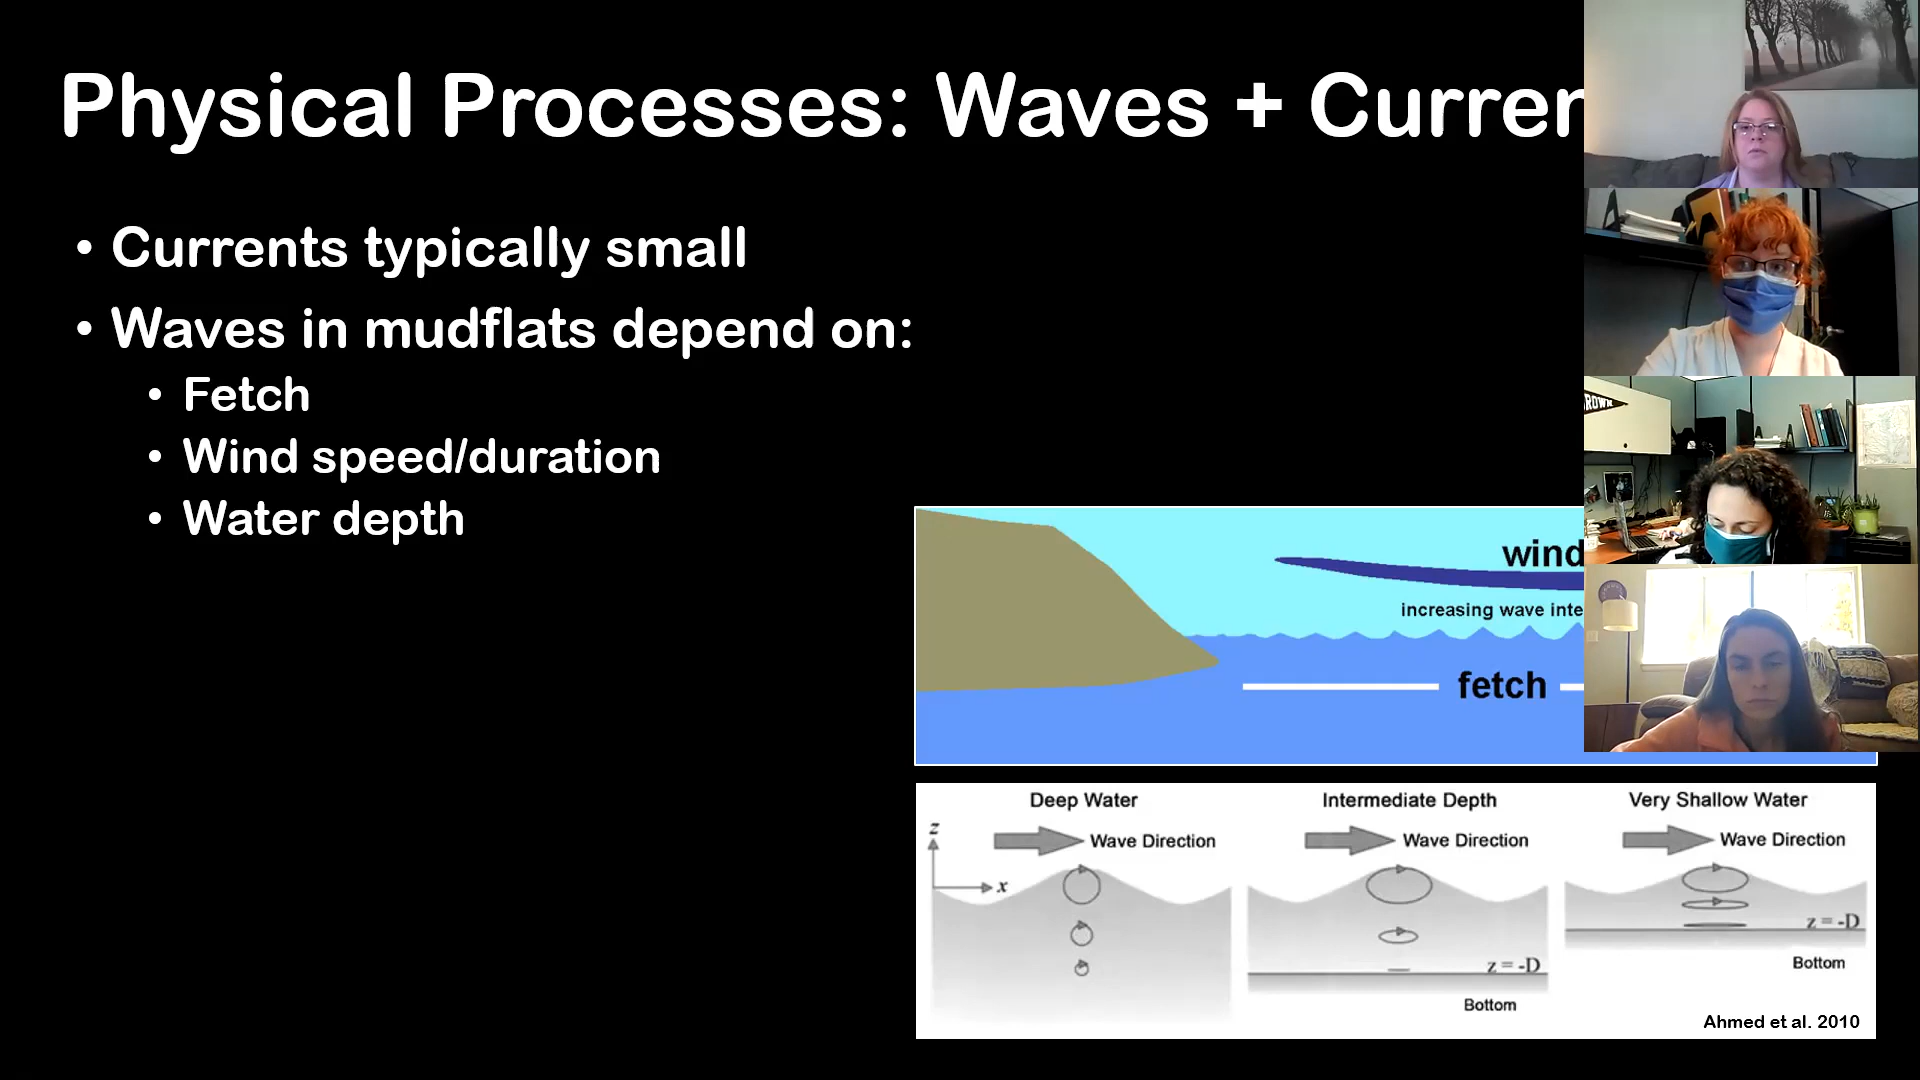 Physical Processes: Waves + Curren
• Currents typically small
• Waves in mudflats depend on:
• Fetch
• Wind speed/duration
• Water depth
wind
increasing wave inte
fetch
Deep Water
Intermediate Depth
Very Shallow Water
Wave Direction
Wave Direction
Wave Direction
z
x
z = -D
z = -D
Bottom
Bottom
Ahmed et al. 2010
ROWN